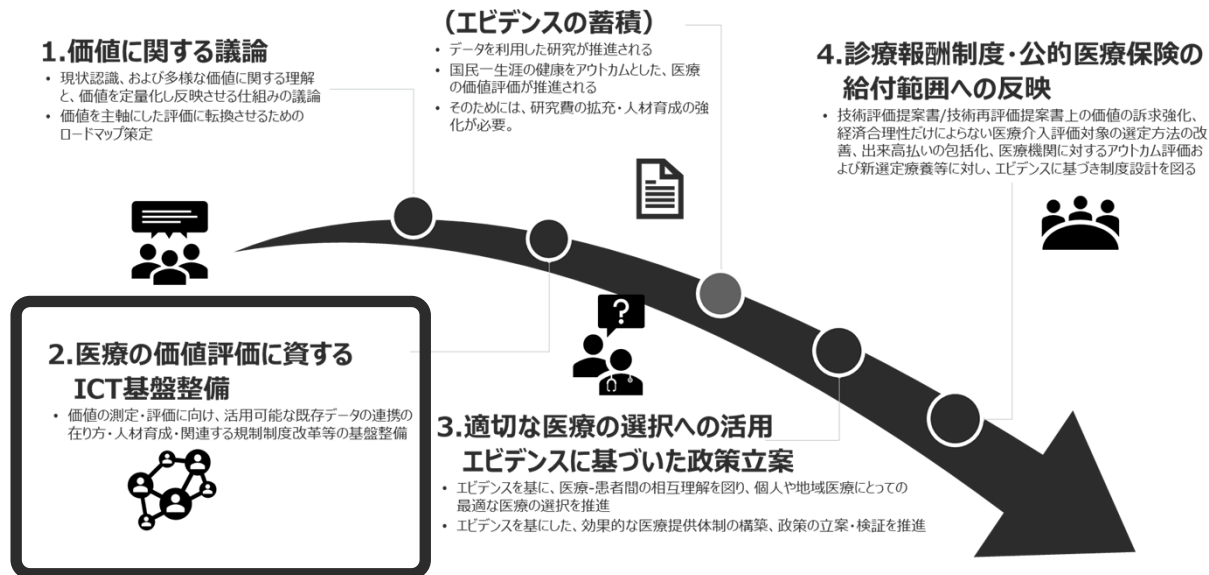 1.価値に関する議論
• 現状認識、および多様な価値に関する理解
と、価値を定量化し反映させる仕組みの議論
• 価値を主軸にした評価に転換させるための
ロードマップ策定
(エビデンスの蓄積)
• データを利用した研究が推進される
• 国民一生涯の健康をアウトカムとした、医療
の価値評価が推進される
• そのためには、研究費の拡充・人材育成の強
化が必要。
4.診療報酬制度・公的医療保険の
給付範囲への反映
• 技術評価提案書/技術再評価提案書上の価値の訴求強化、
経済合理性だけによらない医療介入評価対象の選定方法の改
善、出来高払いの包括化、医療機関に対するアウトカム評価お
よび新選定療養等に対し、エビデンスに基づき制度設計を図る
?
2.医療の価値評価に資する
ICT基盤整備
• 価値の測定・評価に向け、活用可能な既存データの連携の
在り方・人材育成・関連する規制制度改革等の基盤整備
3.適切な医療の選択への活用
エビデンスに基づいた政策立案
• エビデンスを基に、医療-患者間の相互理解を図り、個人や地域医療にとっての
最適な医療の選択を推進
• エビデンスを基にした、効果的な医療提供体制の構築、政策の立案・検証を推進